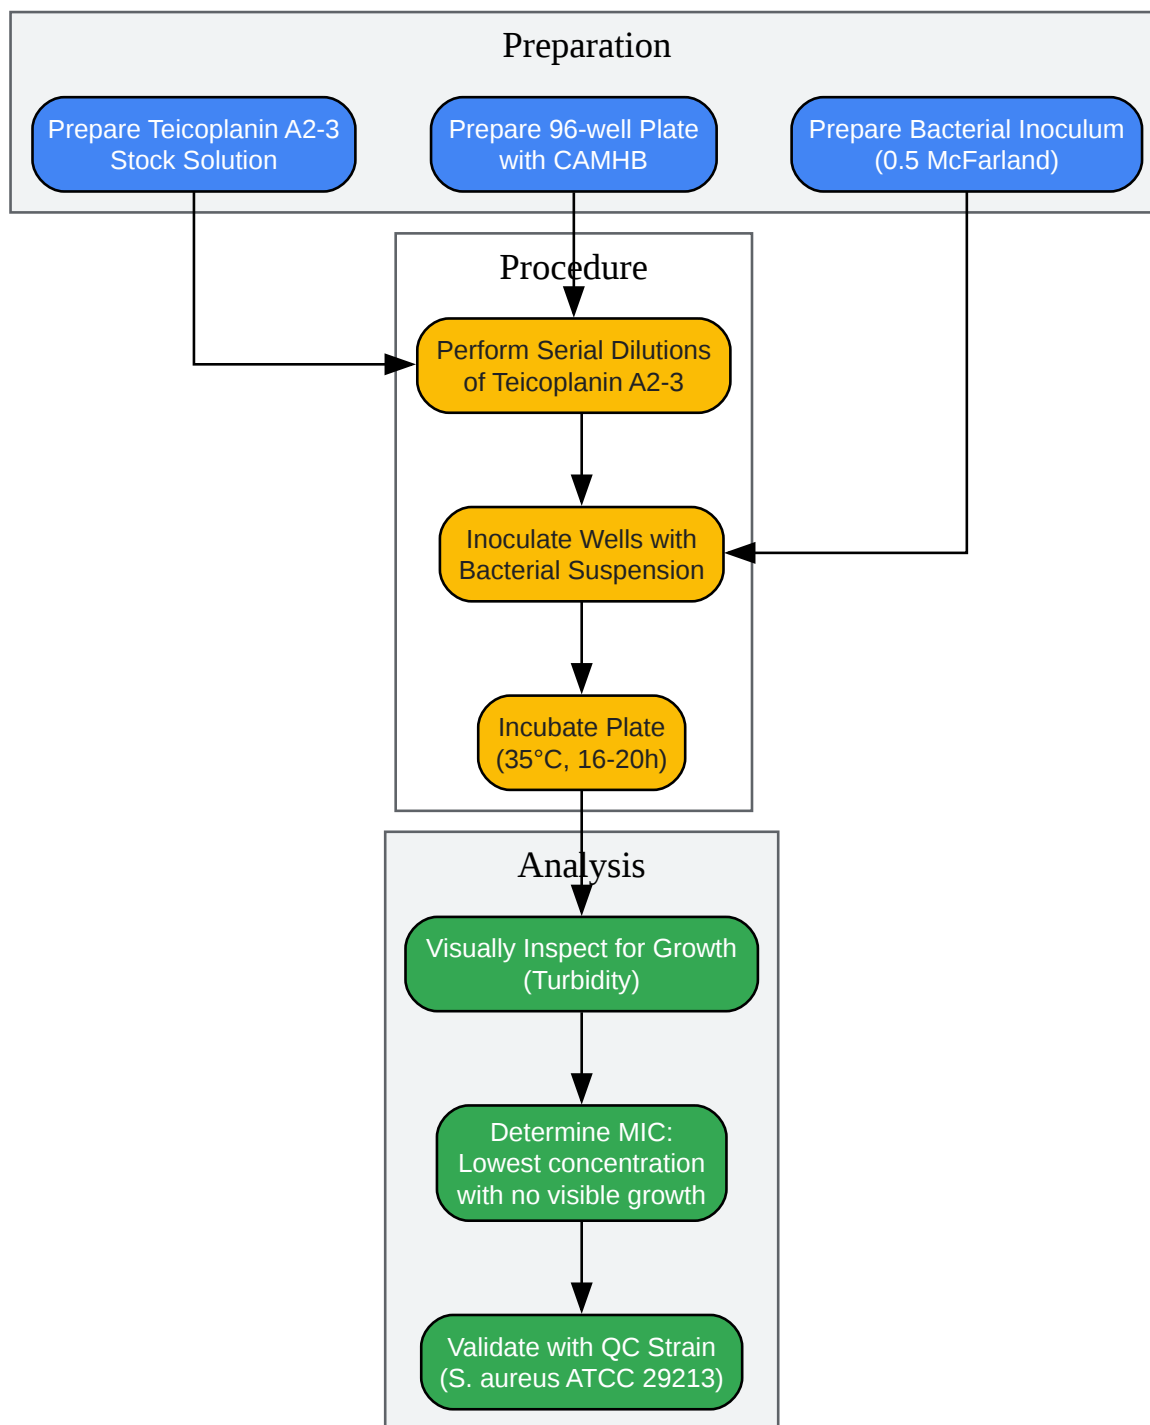 Preparation
Prepare Teicoplanin A2-3
Stock Solution
Prepare 96-well Plate
with CAMHB
Prepare Bacterial Inoculum
(0.5 McFarland)
Procedure
Perform Serial Dilutions
of Teicoplanin A2-3
Inoculate Wells with
Bacterial Suspension
Incubate Plate
(35°C, 16-20h)
Analysis
Visually Inspect for Growth
(Turbidity)
Determine MIC:
Lowest concentration
with no visible growth
Validate with QC Strain
(S. aureus ATCC 29213)